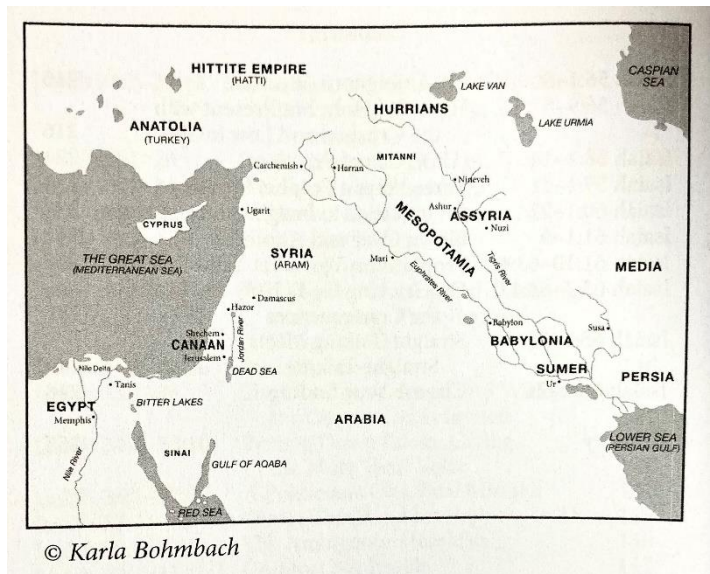 HITTITE EMPIRE
(HATTI)
CASPIAN
SEA
LAKE VAN
HURRIANS
LAKE URMIA
ANATOLIA
(TURKEY)
MITANNI
Carchemish
Harran
Nineveh
Ashur
ASSYRIA
Nuzi
Ugarit
CYPRUS
MESOPOTAMIA
THE GREAT SEA
(MEDITERRANEAN SEA)
SYRIA
(ARAM)
Mari
Euphrates River
Tigris River
MEDIA
Damascus
Hazor
Shechem
CANAAN
Jerusalem
Jordan River
DEAD SEA
Babylon
BABYLONIA
Susa
SUMER
Ur
PERSIA
Nile Delta
Tanis
BITTER LAKES
EGYPT
Memphis
ARABIA
LOWER SEA
(PERSIAN GULF)
SINAI
GULF OF AQABA
Nile River
RED SEA
© Karla Bohmbach